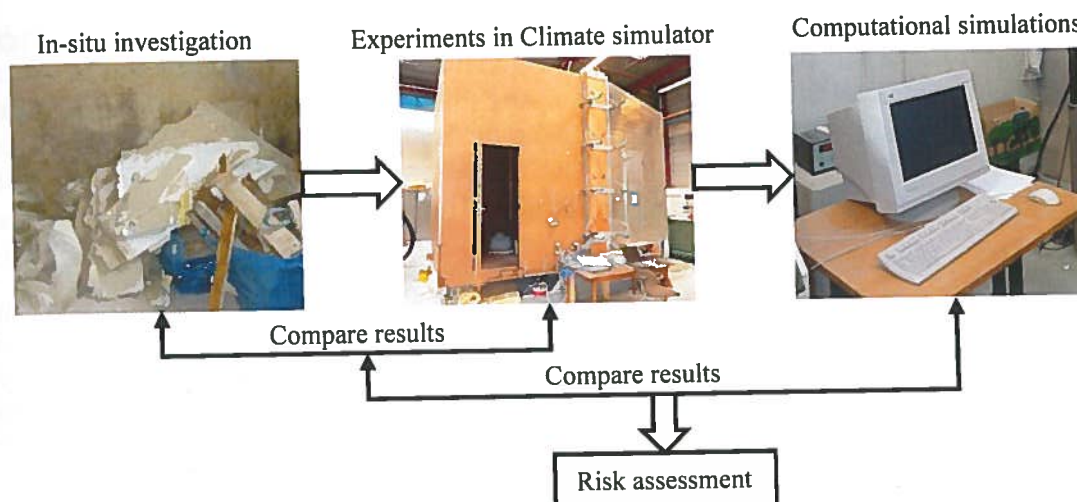 In-situ investigation
Experiments in Climate simulator
Computational simulations
Compare results
Compare results
Risk assessment